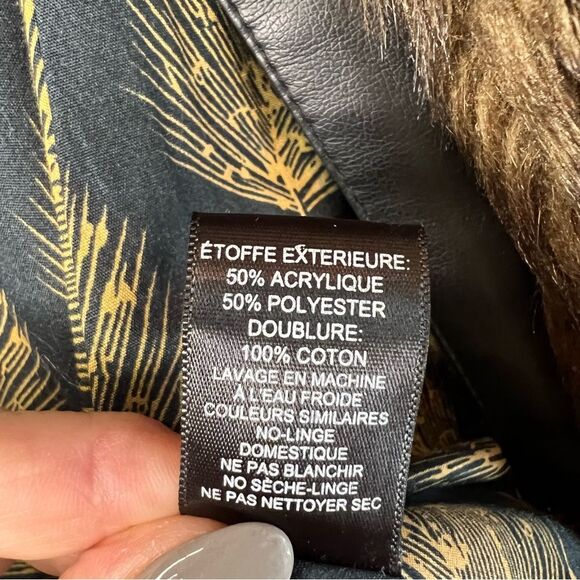 ÉTOFFE EXTERIEURE:
50% ACRYLIQUE
50% POLYESTER
DOUBLURE:
100% COTON
LAVAGE EN MACHINE
À L'EAU FROIDE
COULEURS SIMILAIRES
NO-LINGE
DOMESTIQUE
NE PAS BLANCHIR
NO SÈCHE-LINGE
NE PAS NETTOYER SEC